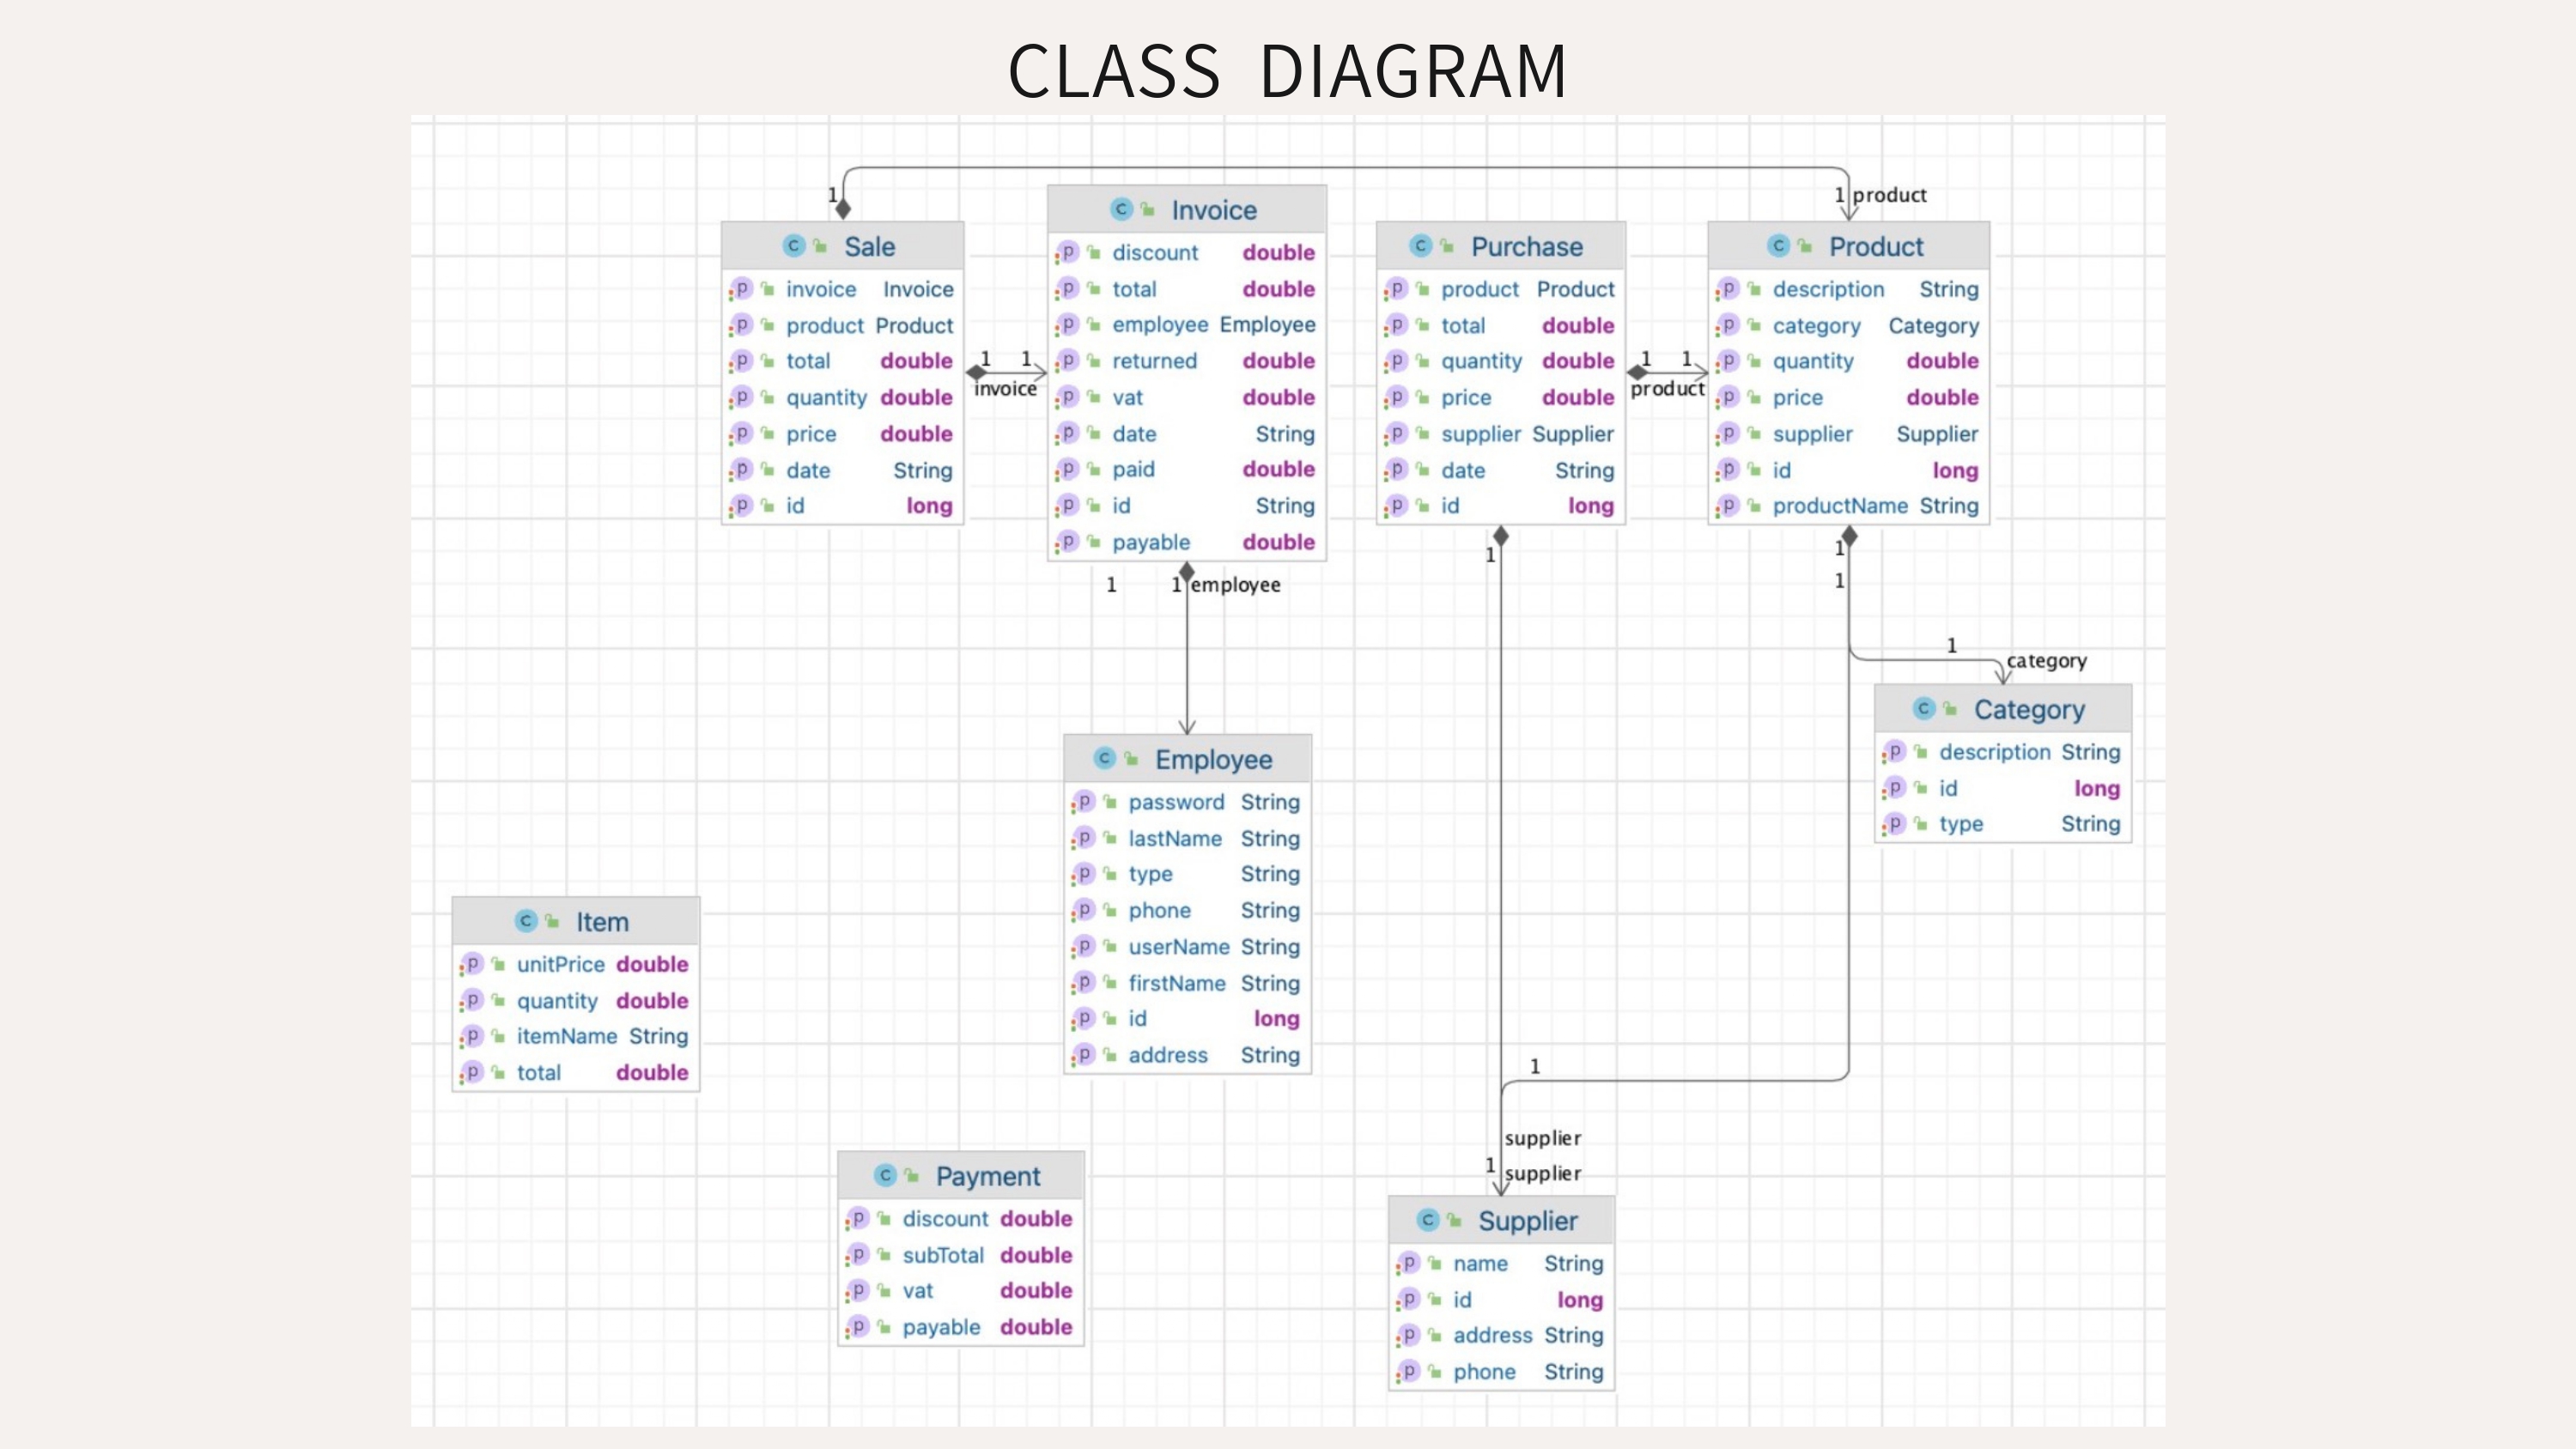 CLASS DIAGRAM
1
1 product
Sale
invoice Invoice
product Product
total double
quantity double
price double
date String
id long
1 1
invoice
Invoice
discount double
total double
employee Employee
returned double
vat double
date String
paid double
id String
payable double
1 1 employee
Purchase
product Product
total double
quantity double
price double
supplier Supplier
date String
id long
1 1
product
1
Product
description String
category Category
quantity double
price double
supplier Supplier
id long
productName String
1
1
1
category
Category
description String
id long
type String
Employee
password String
lastName String
type String
phone String
userName String
firstName String
id long
address String
Item
unitPrice double
quantity double
itemName String
total double
1
supplier
1 supplier
Payment
discount double
subTotal double
vat double
payable double
Supplier
name String
id long
address String
phone String